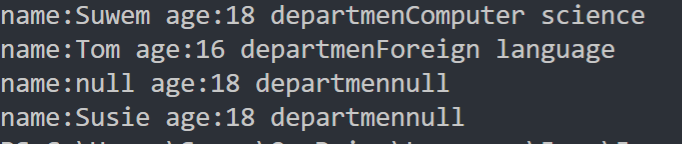 name:Suwem age:18 departmenComputer science
name:Tom age:16 departmenForeign language
name:null age:18 departmennull
name:Susie age:18 departmennull